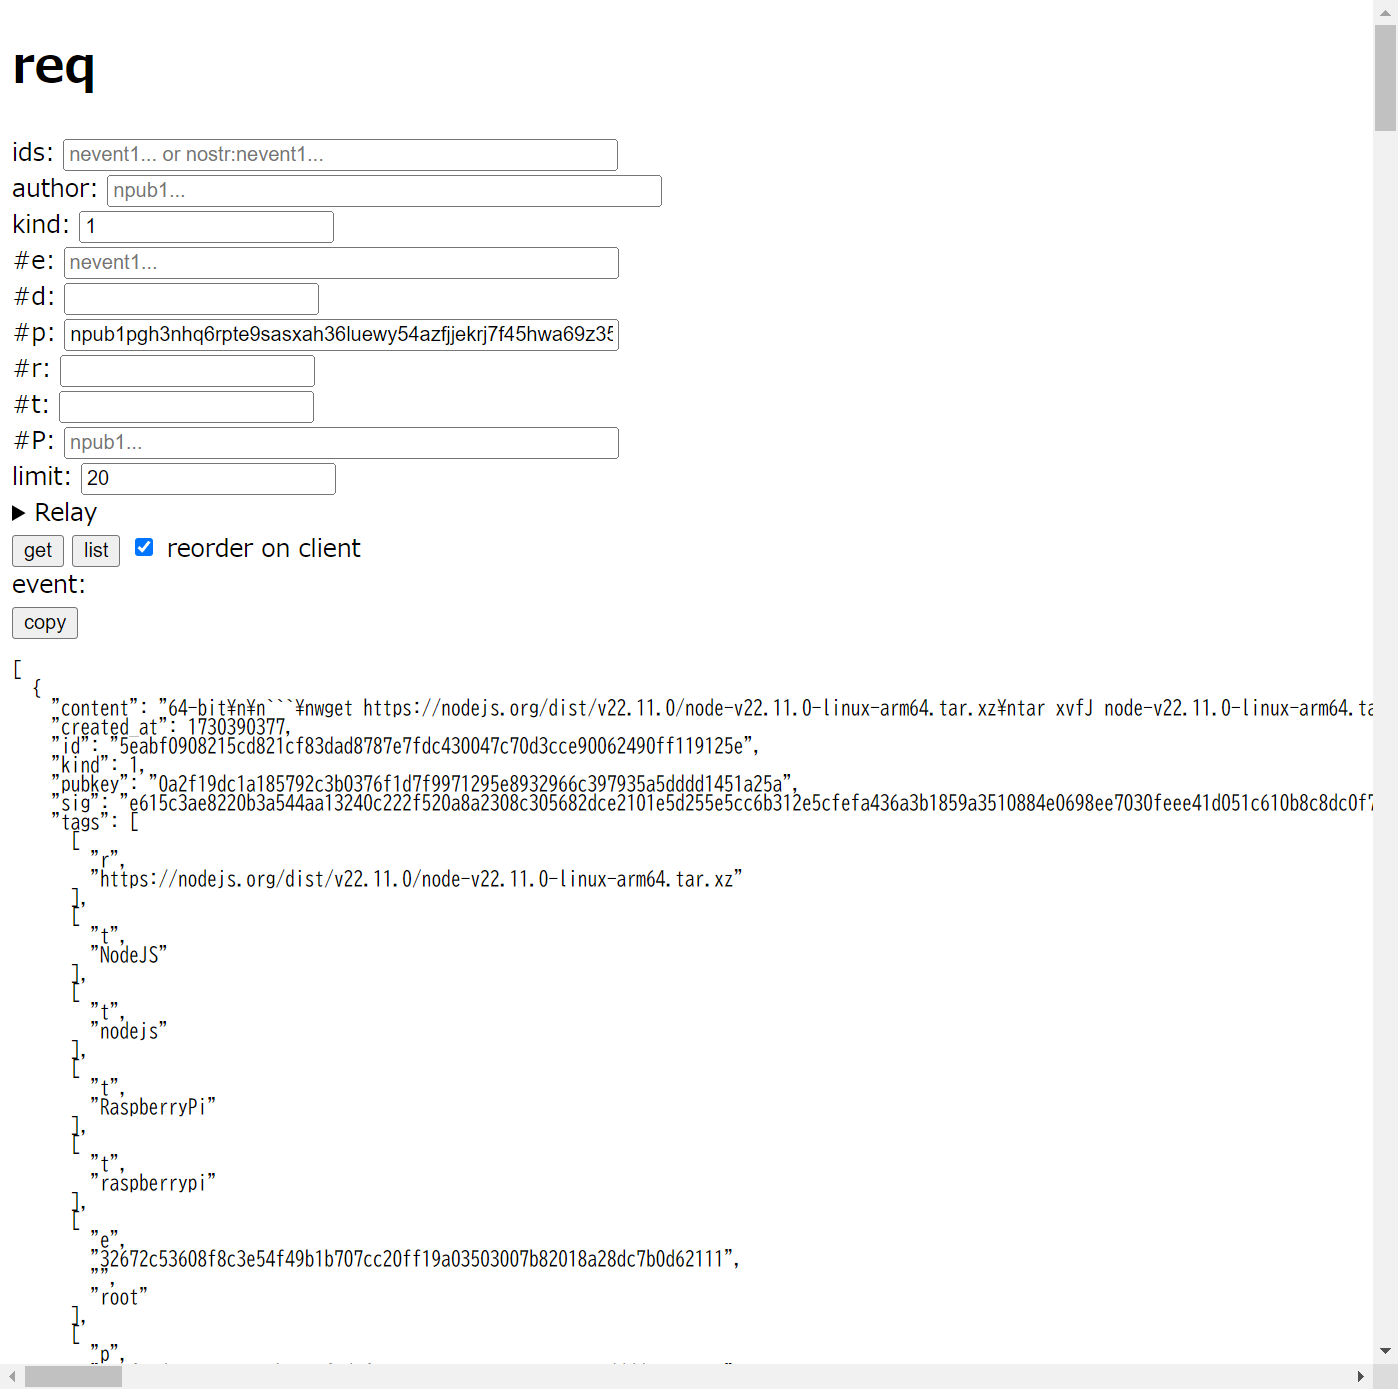 req
ids: nevent1... or nostr:nevent1...
author: npub1...
kind: 1
#e: nevent1...
#d:
#p: npub1pgh3nhq6rpte9sasxah36luewy54azfjjekrj7f45hwa69z35
#r:
#t:
#P: npub1...
limit: 20
▶ Relay
get list reorder on client
event:
copy
[
{
"content": "64-bit¥n¥n```¥nwget https://nodejs.org/dist/v22.11.0/node-v22.11.0-linux-arm64.tar.xz¥ntar xvfJ node-v22.11.0-linux-arm64.ta
"created_at": 1730390377,
"id": "5eabf0908215cd821cf83dad8787e7fdc430047c70d3cce90062490ff119125e",
"kind": 1,
"pubkey": "0a2f19dc1a185792c3b0376f1d7f9971295e8932966c397935a5dddd1451a25a",
"sig": "e615c3ae8220b3a544aa13240c222f520a8a2308c305682dce2101e5d255e5cc6b312e5cfefa436a3b1859a3510884e0698ee7030feee41d051c610b8c8dc0f7
"tags": [
[
"r",
"https://nodejs.org/dist/v22.11.0/node-v22.11.0-linux-arm64.tar.xz"
],
[
"t",
"NodeJS"
],
[
"t",
"nodejs"
],
[
"t",
"RaspberryPi"
],
[
"t",
"raspberrypi"
],
[
"e",
"32672c53608f8c3e54f49b1b707cc20ff19a03503007b82018a28dc7b0d62111",
"",
"root"
],
[
"p",